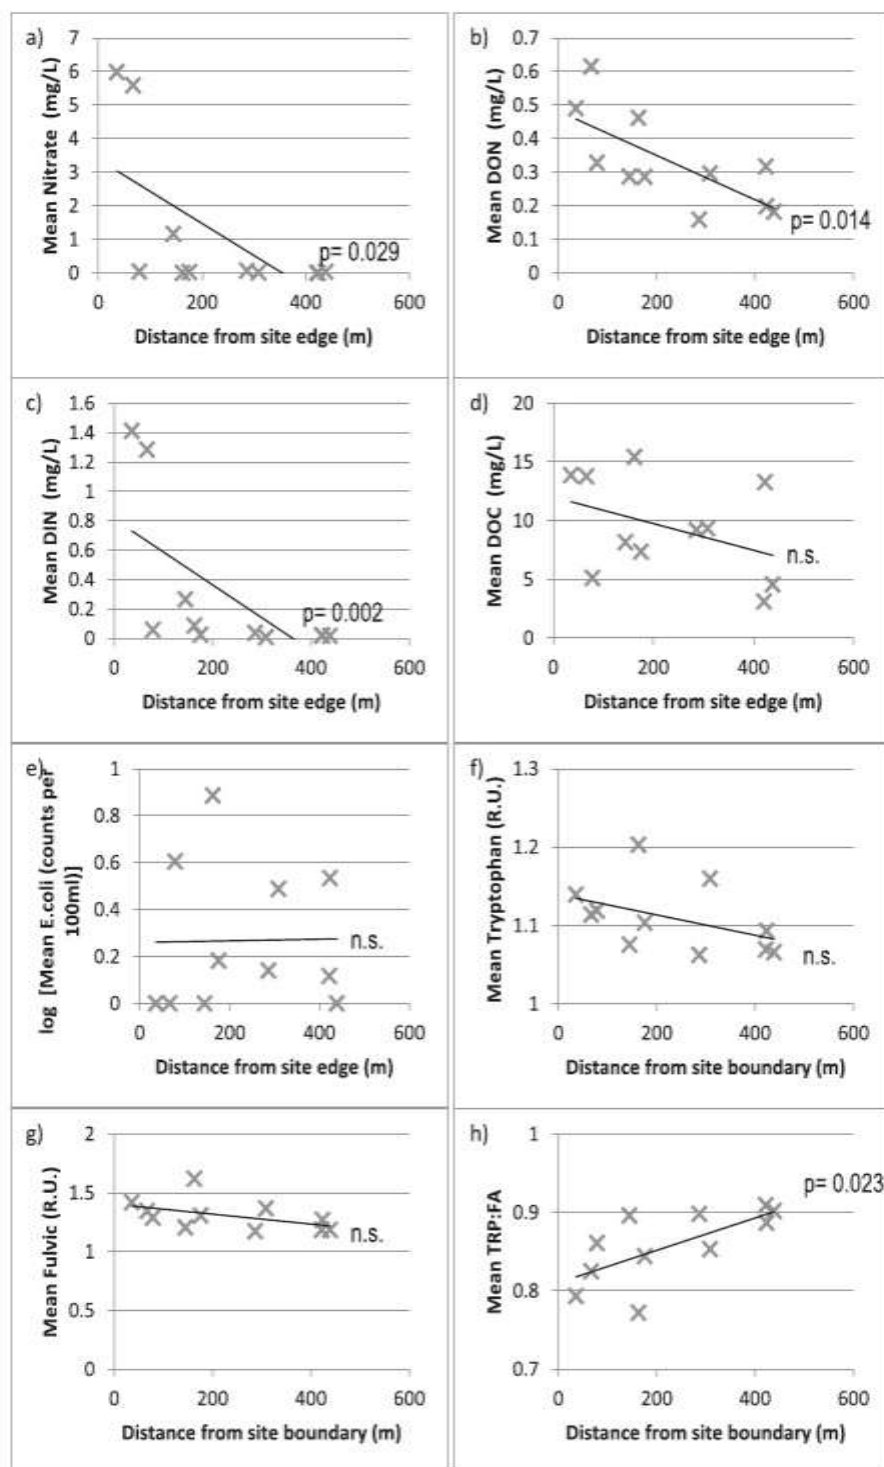 a)
Mean Nitrate (mg/L)
7
6
5
4
3
2
1
0
p= 0.029
0 200 400 600
Distance from site edge (m)
b)
Mean DON (mg/L)
0.7
0.6
0.5
0.4
0.3
0.2
0.1
0
p= 0.014
0 200 400 600
Distance from site edge (m)
c)
Mean DIN (mg/L)
1.6
1.4
1.2
1
0.8
0.6
0.4
0.2
0
p= 0.002
0 200 400 600
Distance from site edge (m)
d)
Mean DOC (mg/L)
20
15
10
5
0
n.s.
0 200 400 600
Distance from site edge (m)
e)
log [Mean E.coli (counts per
100ml)]
1
0.8
0.6
0.4
0.2
0
n.s.
0 200 400 600
Distance from site edge (m)
f)
Mean Tryptophan (R.U.)
1.3
1.2
1.1
1
n.s.
0 200 400 600
Distance from site boundary (m)
g)
Mean Fulvic (R.U.)
2
1.5
1
0.5
0
n.s.
0 200 400 600
Distance from site boundary (m)
h)
Mean TRP:FA
1
0.9
0.8
0.7
p= 0.023
0 200 400 600
Distance from site boundary (m)